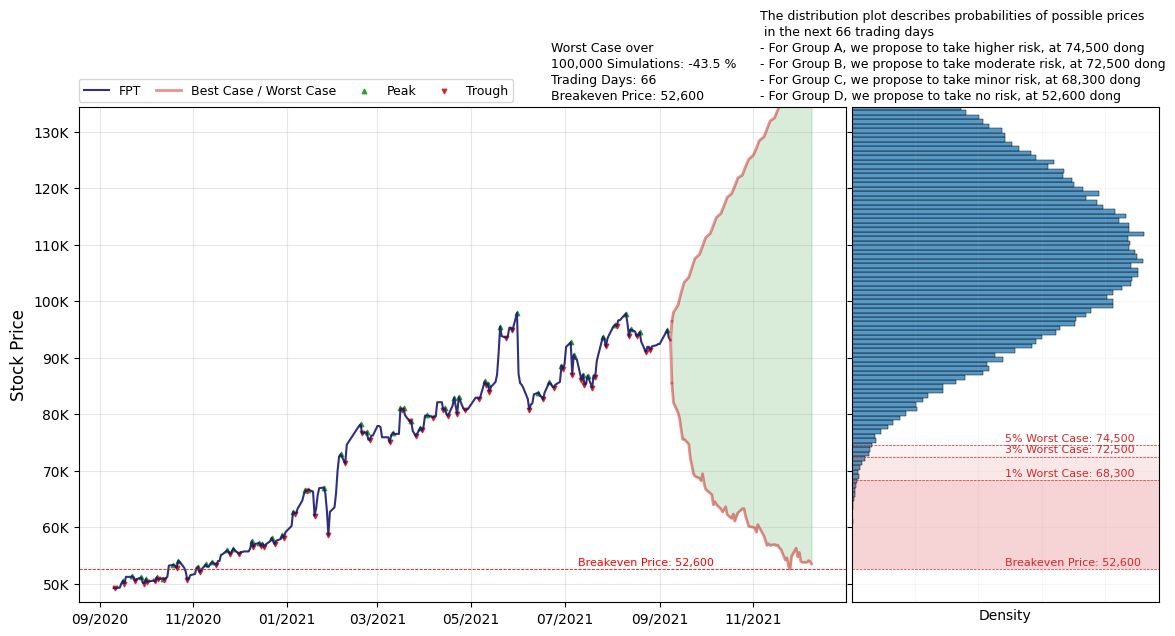 The distribution plot describes probabilities of possible prices
in the next 66 trading days
- For Group A, we propose to take higher risk, at 74,500 dong
- For Group B, we propose to take moderate risk, at 72,500 dong
- For Group C, we propose to take minor risk, at 68,300 dong
- For Group D, we propose to take no risk, at 52,600 dong
Worst Case over
100,000 Simulations: -43.5 %
Trading Days: 66
Breakeven Price: 52,600
FPT
Best Case / Worst Case
Peak
Trough
Stock Price
130K
120K
110K
100K
90K
80K
70K
60K
50K
Breakeven Price: 52,600
09/2020
11/2020
01/2021
03/2021
05/2021
07/2021
09/2021
11/2021
5% Worst Case: 74,500
3% Worst Case: 72,500
1% Worst Case: 68,300
Breakeven Price: 52,600
Density